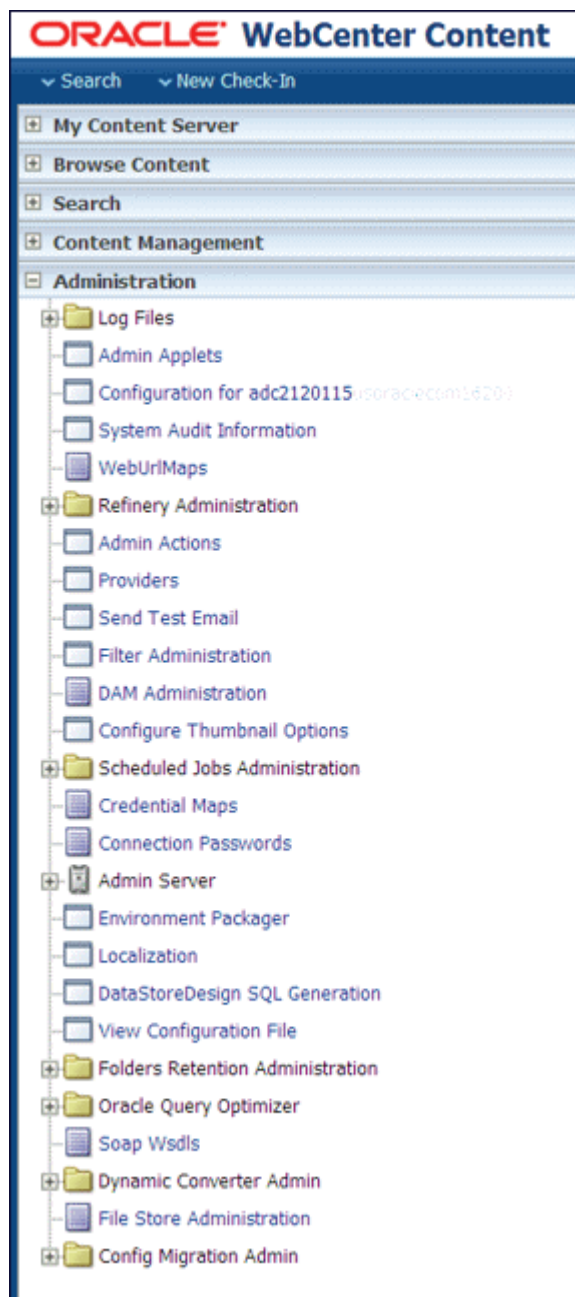 ORACLE WebCenter Content
Search New Check-In
My Content Server
Browse Content
Search
Content Management
Administration
Log Files
Admin Applets
Configuration for adc2120115
System Audit Information
WebUrlMaps
Refinery Administration
Admin Actions
Providers
Send Test Email
Filter Administration
DAM Administration
Configure Thumbnail Options
Scheduled Jobs Administration
Credential Maps
Connection Passwords
Admin Server
Environment Packager
Localization
DataStoreDesign SQL Generation
View Configuration File
Folders Retention Administration
Oracle Query Optimizer
Soap Wsdls
Dynamic Converter Admin
File Store Administration
Config Migration Admin